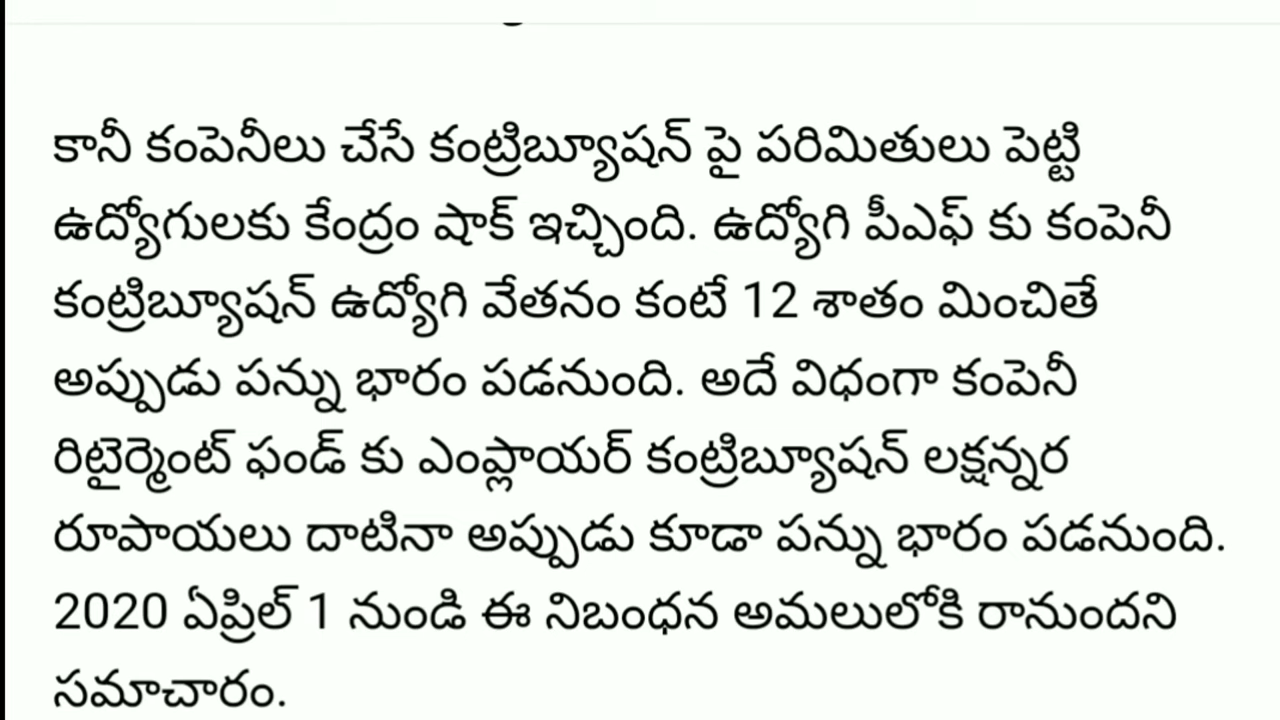 కానీ కంపెనీలు చేసే కంట్రిబ్యూషన్ పై పరిమితులు పెట్టి
ఉద్యోగులకు కేంద్రం షాక్ ఇచ్చింది. ఉద్యోగి పీఎఫ్ కు కంపెనీ
కంట్రిబ్యూషన్ ఉద్యోగి వేతనం కంటే 12 శాతం మించితే
అప్పుడు పన్ను భారం పడనుంది. అదే విధంగా కంపెనీ
రిటైర్మెంట్ ఫండ్ కు ఎంప్లాయర్ కంట్రిబ్యూషన్ లక్షన్నర
రూపాయలు దాటినా అప్పుడు కూడా పన్ను భారం పడనుంది.
2020 ఏప్రిల్ 1 నుండి ఈ నిబంధన అమలులోకి రానుందని
సమాచారం.